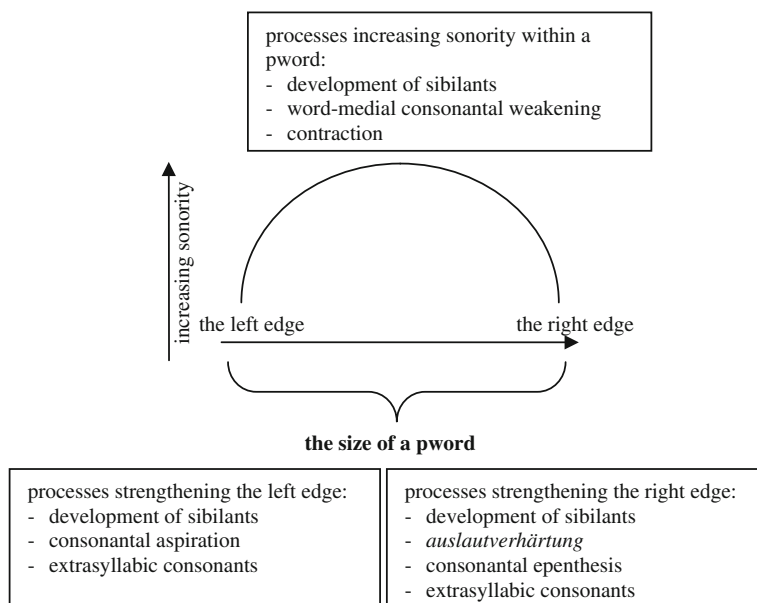 processes increasing sonority within a
pword:
- development of sibilants
- word-medial consonantal weakening
- contraction
increasing sonority
the left edge
the right edge
the size of a pword
processes strengthening the left edge:
- development of sibilants
- consonantal aspiration
- extrasyllabic consonants
processes strengthening the right edge:
- development of sibilants
- auslautverhärtung
- consonantal epenthesis
- extrasyllabic consonants